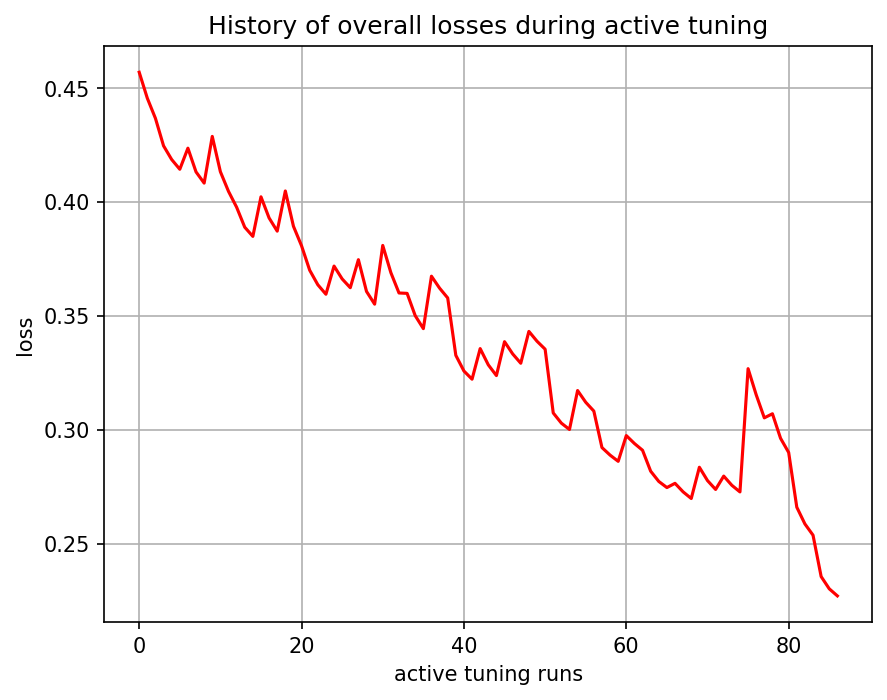 History of overall losses during active tuning
0.45
0.40
0.35
0.30
0.25
loss
0 20 40 60 80
active tuning runs